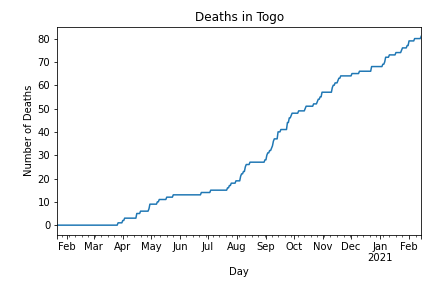 Deaths in Togo
80
70
60
50
40
30
20
10
0
Number of Deaths
Feb Mar Apr May Jun Jul Aug Sep Oct Nov Dec Jan Feb
2021
Day